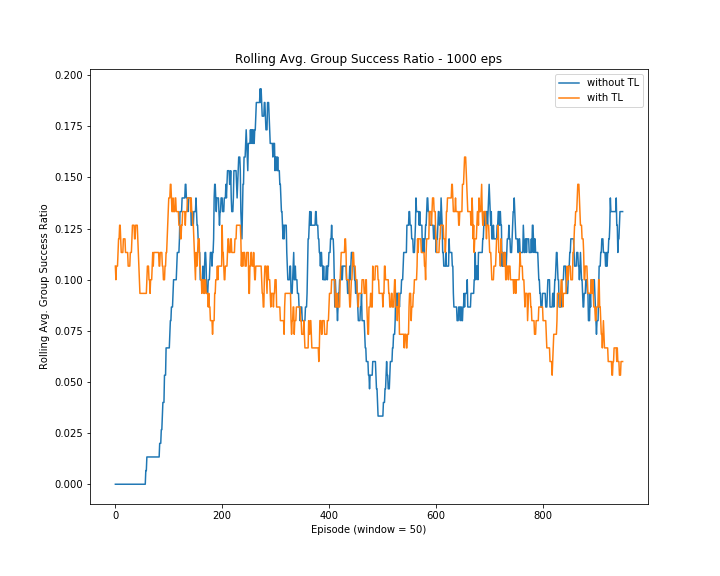 Rolling Avg. Group Success Ratio - 1000 eps
without TL
with TL
Rolling Avg. Group Success Ratio
0.200
0.175
0.150
0.125
0.100
0.075
0.050
0.025
0.000
0 200 400 600 800
Episode (window = 50)